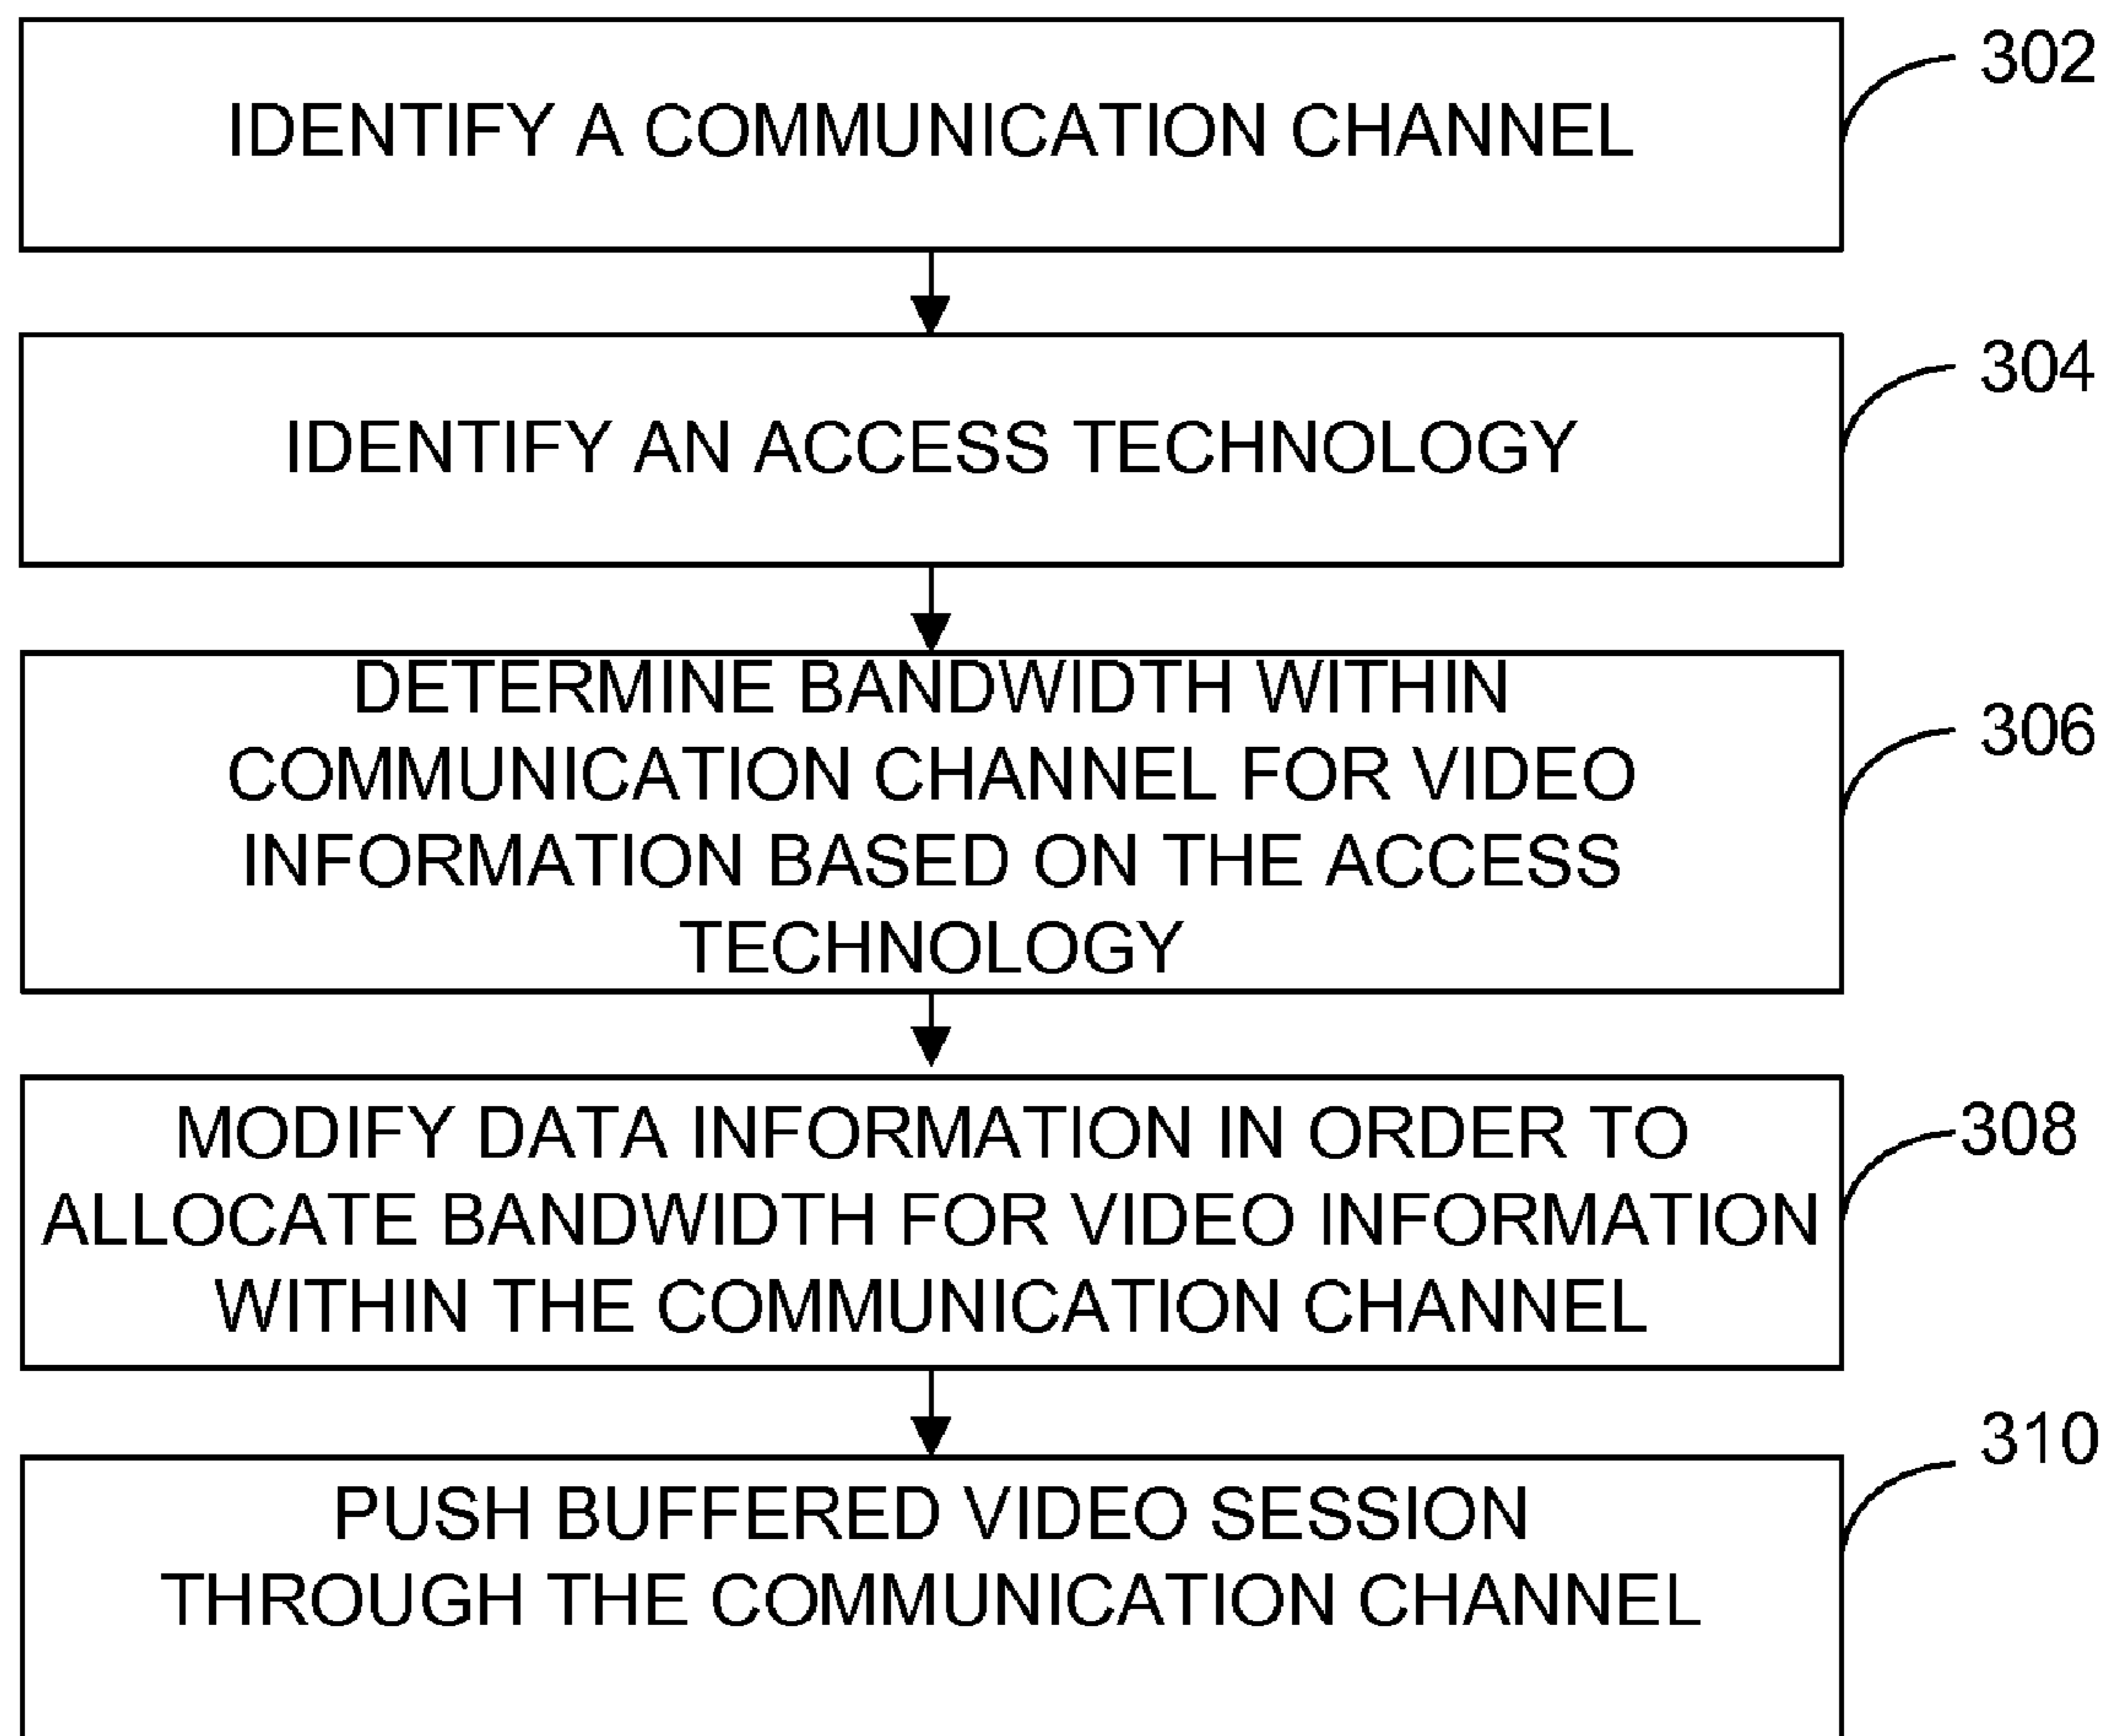 302
IDENTIFY A COMMUNICATION CHANNEL
304
IDENTIFY AN ACCESS TECHNOLOGY
DETERMINE BANDWIDTH WITHIN
306
COMMUNICATION CHANNEL FOR VIDEO
INFORMATION BASED ON THE ACCESS
TECHNOLOGY
308
MODIFY DATA INFORMATION IN ORDER TO
ALLOCATE BANDWIDTH FOR VIDEO INFORMATION
WITHIN THE COMMUNICATION CHANNEL
310
PUSH BUFFERED VIDEO SESSION
THROUGH THE COMMUNICATION CHANNEL